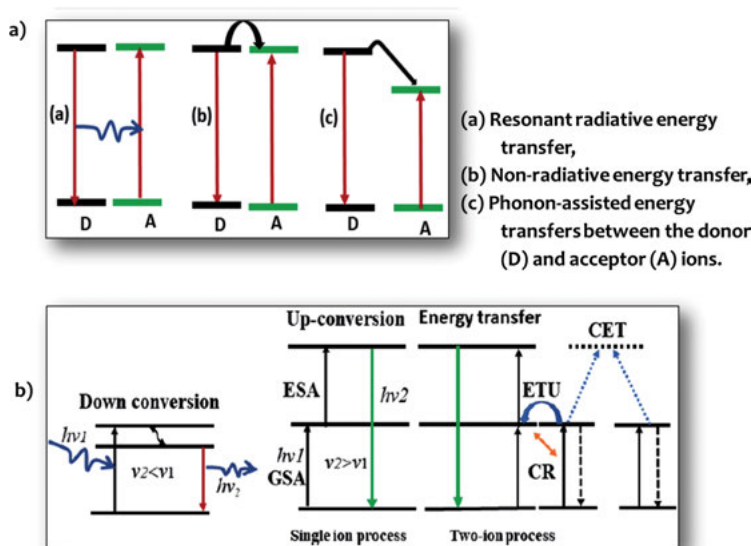 a)
(a)
(b)
(c)
D A D A D A
(a) Resonant radiative energy
transfer,
(b) Non-radiative energy transfer,
(c) Phonon-assisted energy
transfers between the donor
(D) and acceptor (A) ions.
b)
Down conversion
hν1
ν2<ν1
hν2
Up-conversion
ESA
hν2
hν1
GSA
ν2>ν1
Single ion process
Energy transfer
ETU
CR
CET
Two-ion process